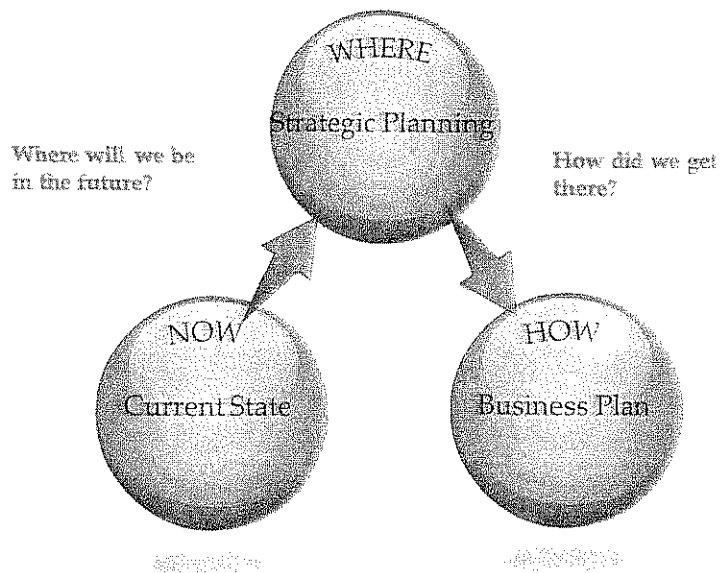 WHERE
Strategic Planning
Where will we be
in the future?
How did we get
there?
NOW
Current State
HOW
Business Plan